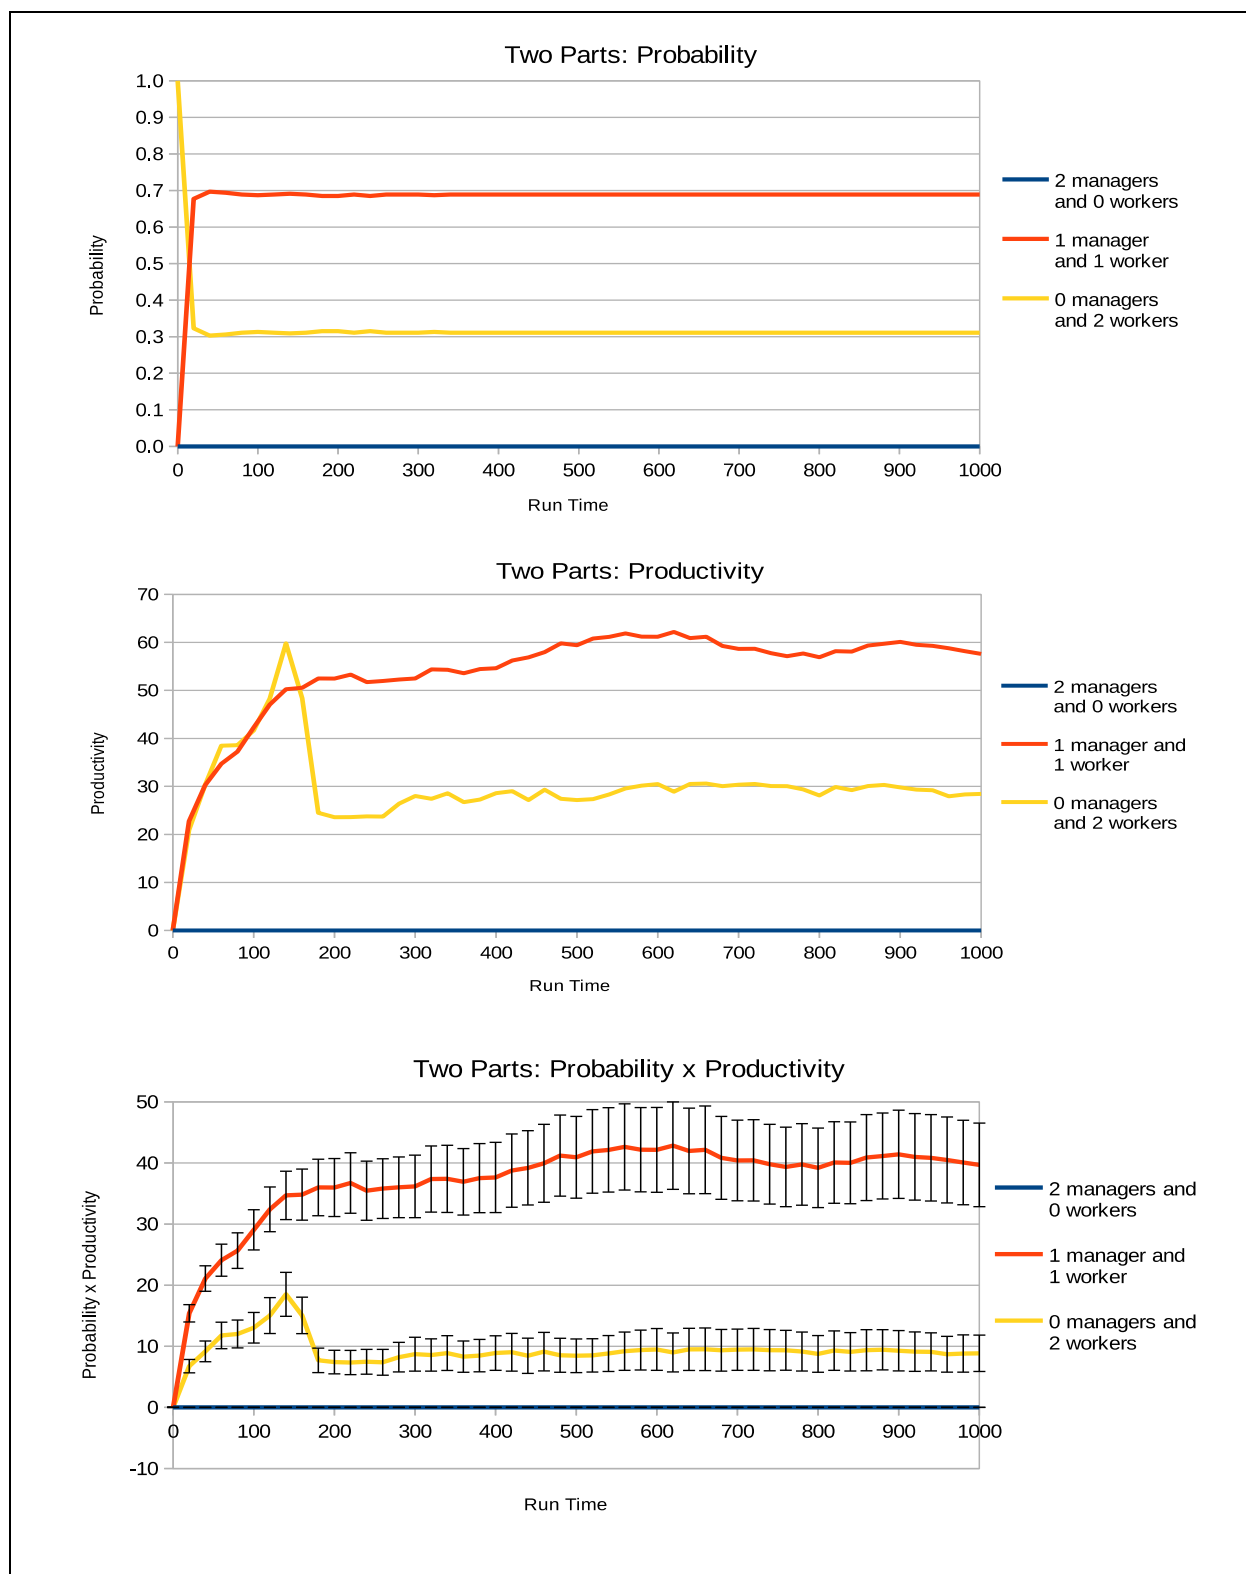 Two Parts: Probability
1.0
0.9
0.8
0.7
0.6
0.5
0.4
0.3
0.2
0.1
0.0
Probability
0 100 200 300 400 500 600 700 800 900 1000
Run Time
2 managers
and 0 workers
1 manager
and 1 worker
0 managers
and 2 workers
Two Parts: Productivity
70
60
50
40
30
20
10
0
Productivity
0 100 200 300 400 500 600 700 800 900 1000
Run Time
2 managers
and 0 workers
1 manager and
1 worker
0 managers
and 2 workers
Two Parts: Probability x Productivity
50
40
30
20
10
0
-10
Probability x Productivity
0 100 200 300 400 500 600 700 800 900 1000
Run Time
2 managers and
0 workers
1 manager and
1 worker
0 managers and
2 workers